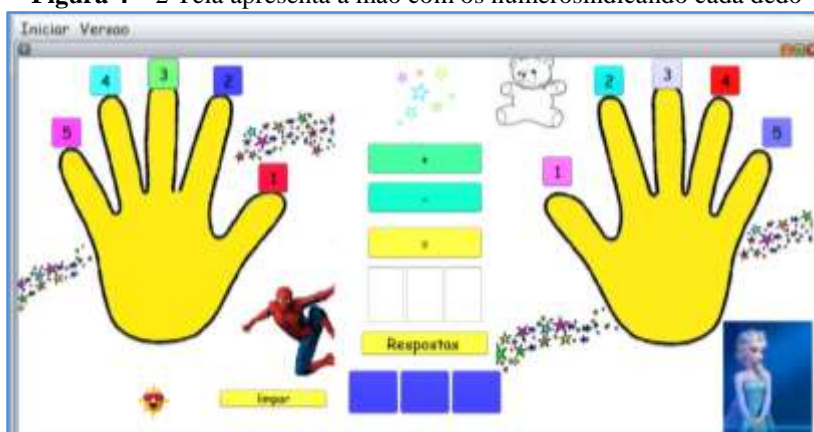 Figura 4 – 2 Tela apresenta a mão com os númerosindicando cada dedo
Iniciar Versao
4 3 2
5
1
+
-
=
Respostas
limpar
2 3 4
5
1